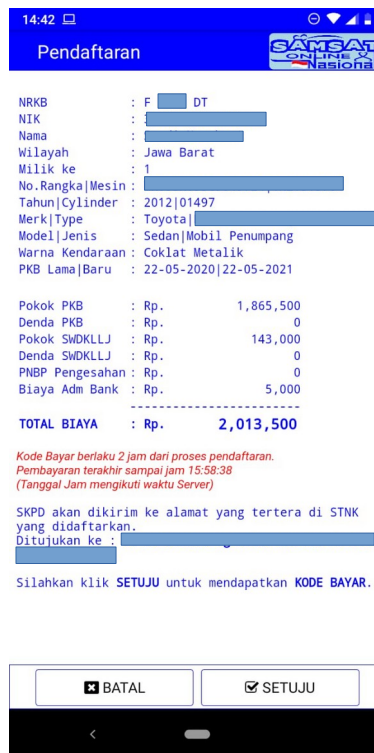 14:42
Pendaftaran
SAMSAT
ONLINE
Nasional
NRKB : F DT
NIK :
Nama :
Wilayah : Jawa Barat
Milik ke : 1
No.Rangka|Mesin :
Tahun|Cylinder : 2012|01497
Merk|Type : Toyota|
Model|Jenis : Sedan|Mobil Penumpang
Warna Kendaraan : Coklat Metalik
PKB Lama|Baru : 22-05-2020|22-05-2021
Pokok PKB : Rp. 1,865,500
Denda PKB : Rp. 0
Pokok SWDKLLJ : Rp. 143,000
Denda SWDKLLJ : Rp. 0
PNBP Pengesahan : Rp. 0
Biaya Adm Bank : Rp. 5,000
------------------------
TOTAL BIAYA : Rp. 2,013,500
Kode Bayar berlaku 2 jam dari proses pendaftaran.
Pembayaran terakhir sampai jam 15:58:38
(Tanggal Jam mengikuti waktu Server)
SKPD akan dikirim ke alamat yang tertera di STNK
yang didaftarkan.
Ditujukan ke :
Silahkan klik SETUJU untuk mendapatkan KODE BAYAR.
BATAL
SETUJU